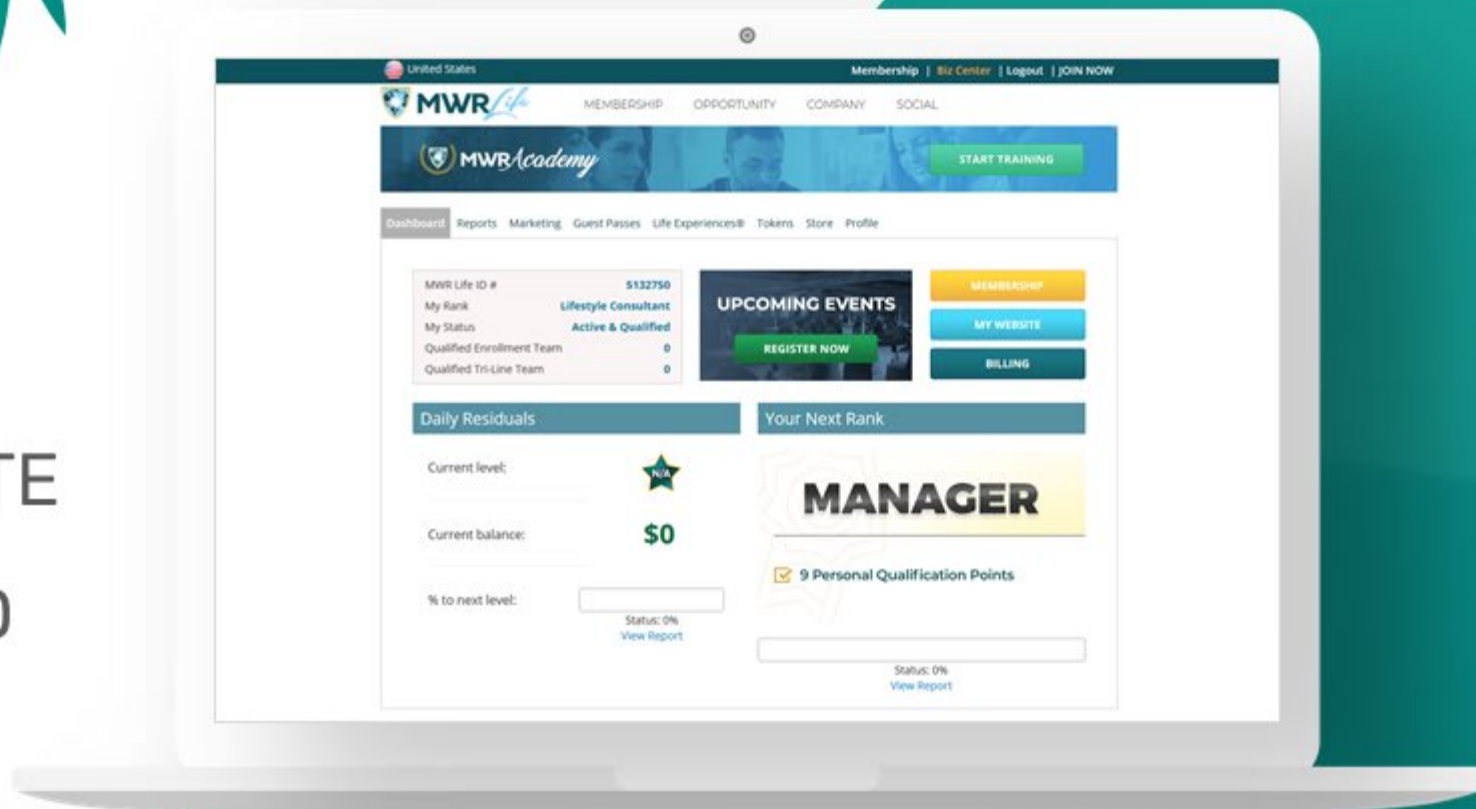 United States
Membership | Biz Center | Logout | JOIN NOW
MWR Life
MEMBERSHIP OPPORTUNITY COMPANY SOCIAL
MWR Academy
START TRAINING
Dashboard Reports Marketing Guest Passes Life Experiences® Tokens Store Profile
MWR Life ID # 5132750
My Rank Lifestyle Consultant
My Status Active & Qualified
Qualified Enrollment Team 0
Qualified Tri-Line Team 0
UPCOMING EVENTS
REGISTER NOW
MEMBERSHIP
MY WEBSITE
BILLING
Daily Residuals
Current level: N/A
Current balance: $0
% to next level:
Status: 0%
View Report
Your Next Rank
MANAGER
9 Personal Qualification Points
Status: 0%
View Report
TE